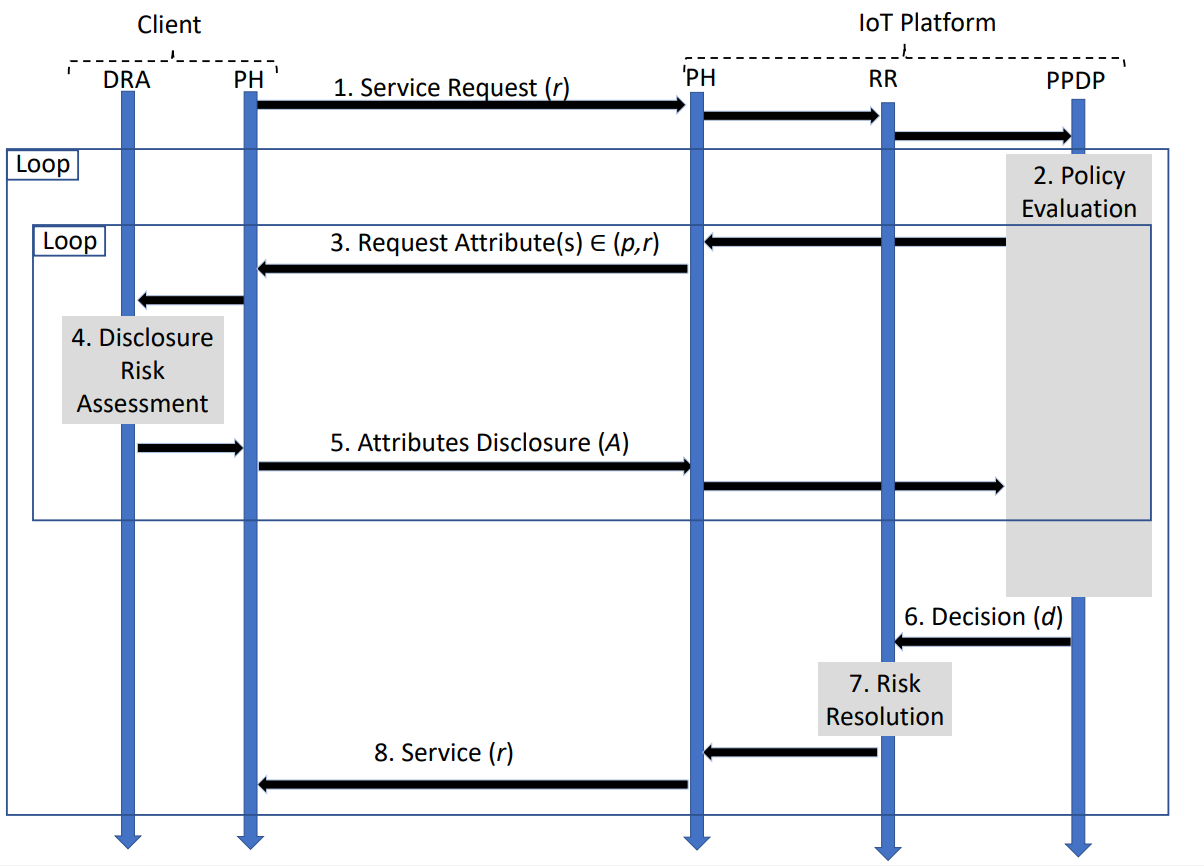 Client
IoT Platform
DRA
PH
PH
RR
PPDP
1. Service Request (r)
Loop
2. Policy
Evaluation
Loop
3. Request Attribute(s) ∈ (p,r)
4. Disclosure
Risk
Assessment
5. Attributes Disclosure (A)
6. Decision (d)
7. Risk
Resolution
8. Service (r)